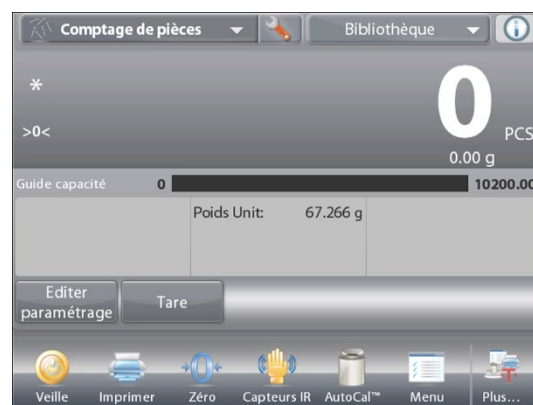 Comptage de pièces Bibliothèque
*
0
>0< PCS
0.00 g
Guide capacité 0 10200.00
Poids Unit: 67.266 g
Editer
paramétrage Tare
Veille Imprimer Zéro Capteurs IR AutoCal™ Menu Plus...